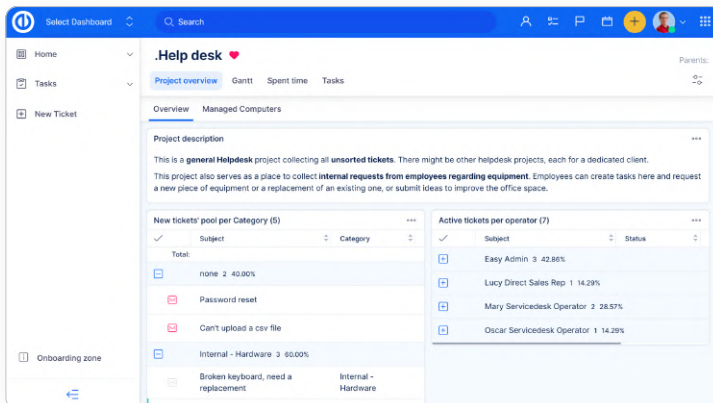 Select Dashboard
Search
Home
Tasks
New Ticket
Onboarding zone
.Help desk
Parents:
Project overview Gantt Spent time Tasks
Overview Managed Computers
Project description
This is a general Helpdesk project collecting all unsorted tickets. There might be other helpdesk projects, each for a dedicated client.
This project also serves as a place to collect internal requests from employees regarding equipment. Employees can create tasks here and request
a new piece of equipment or a replacement of an existing one, or submit ideas to improve the office space.
New tickets' pool per Category (5)
Subject Category
Total:
none 2 40.00%
Password reset
Can't upload a csv file
Internal - Hardware 3 60.00%
Broken keyboard, need a Internal -
replacement Hardware
Active tickets per operator (7)
Subject Status
Easy Admin 3 42.86%
Lucy Direct Sales Rep 1 14.29%
Mary Servicedesk Operator 2 28.57%
Oscar Servicedesk Operator 1 14.29%